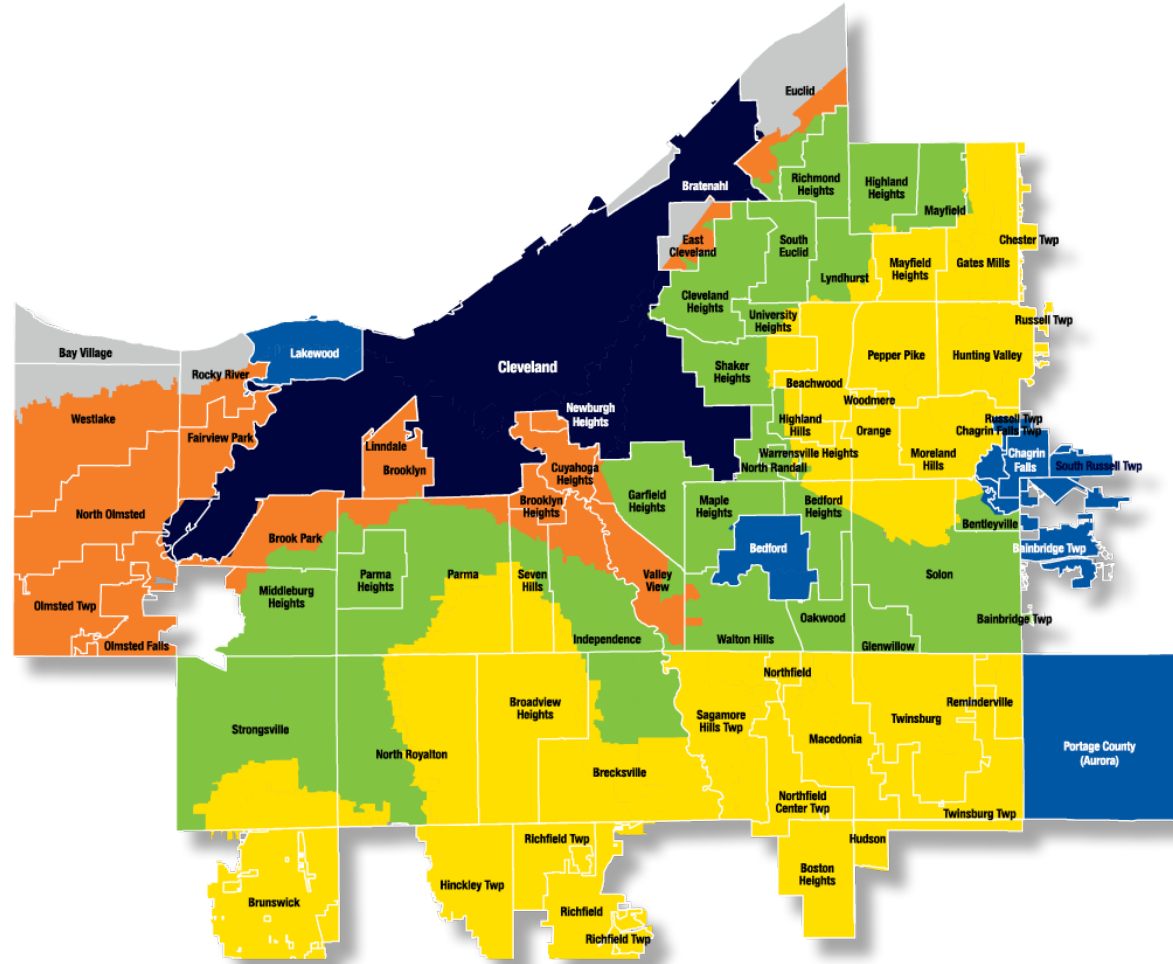 Euclid
Bratenahl
Richmond
Heights
Highland
Heights
Mayfield
East
Cleveland
South
Euclid
Chester Twp
Lyndhurst
Mayfield
Heights
Gates Mills
Cleveland
Heights
University
Heights
Russell Twp
Bay Village
Lakewood
Rocky River
Cleveland
Shaker
Heights
Pepper Pike
Hunting Valley
Beachwood
Woodmere
Westlake
Fairview Park
Newburgh
Heights
Highland
Hills
Orange
Russell Twp
Chagrin Falls Twp
Linndale
Brooklyn
Cuyahoga
Heights
Warrensville Heights
North Randall
Moreland
Hills
Chagrin
Falls
South Russell Twp
North Olmsted
Brooklyn
Heights
Garfield
Heights
Maple
Heights
Bedford
Heights
Bentleyville
Brook Park
Bedford
Bainbridge Twp
Olmsted Twp
Middleburg
Heights
Parma
Heights
Parma
Seven
Hills
Valley
View
Solon
Olmsted Falls
Independence
Walton Hills
Oakwood
Glenwillow
Bainbridge Twp
Northfield
Strongsville
Broadview
Heights
Sagamore
Hills Twp
Macedonia
Twinsburg
Reminderville
North Royalton
Brecksville
Portage County
(Aurora)
Northfield
Center Twp
Twinsburg Twp
Richfield Twp
Hudson
Brunswick
Hinckley Twp
Boston
Heights
Richfield
Richfield Twp